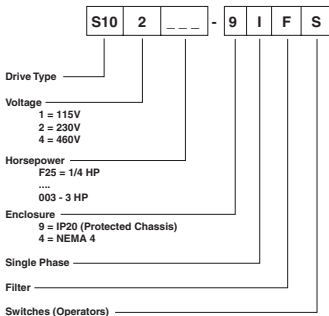 S10 2 _ _ _ - 9 I F S
Drive Type
Voltage
1 = 115V
2 = 230V
4 = 460V
Horsepower
F25 = 1/4 HP
....
003 - 3 HP
Enclosure
9 = IP20 (Protected Chassis)
4 = NEMA 4
Single Phase
Filter
Switches (Operators)